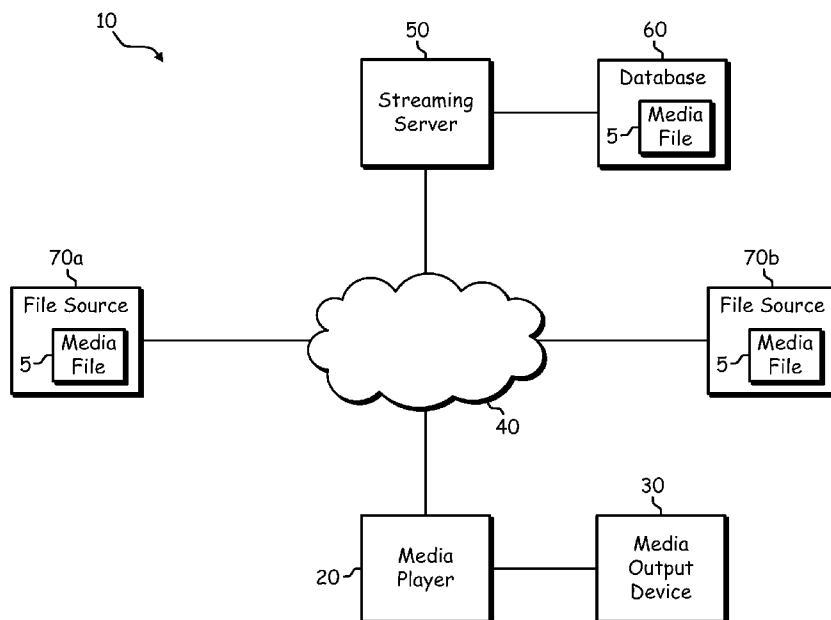 10
50
60
Streaming
Server
Database
5
Media
File
70a
70b
File Source
5
Media
File
File Source
5
Media
File
40
30
20
Media
Player
Media
Output
Device